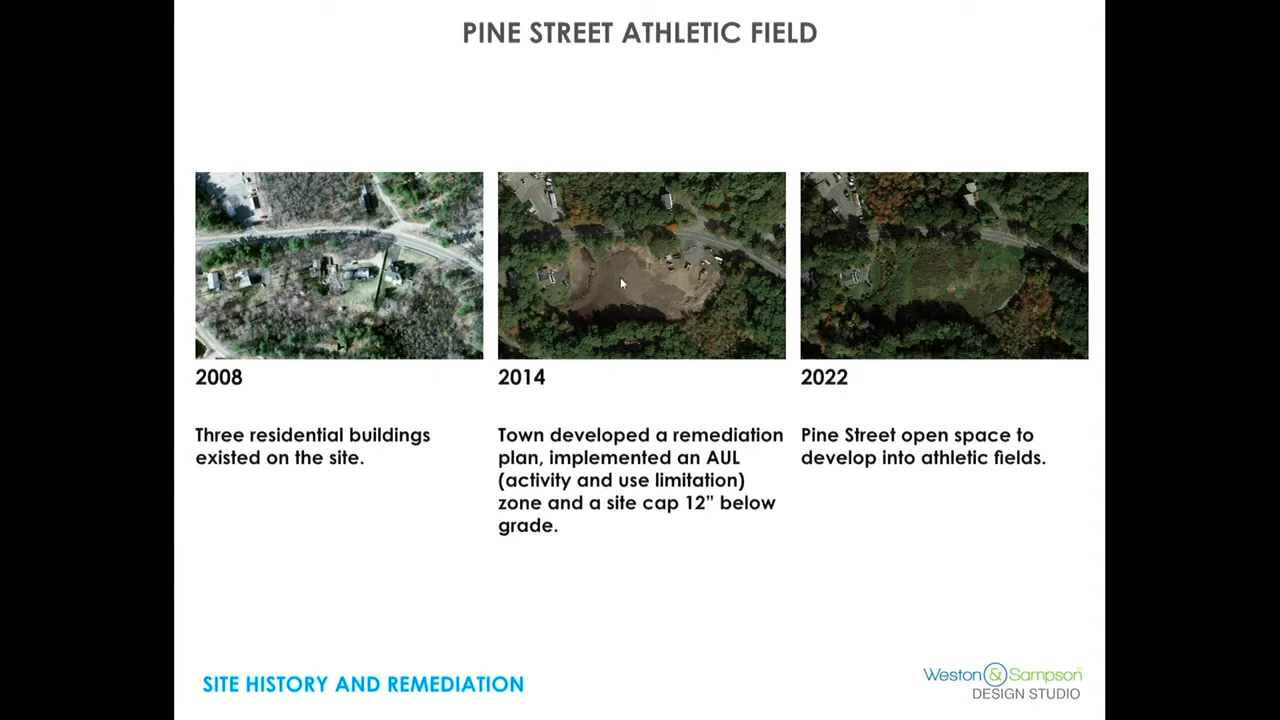 PINE STREET ATHLETIC FIELD
2008
Three residential buildings
existed on the site.
2014
Town developed a remediation
plan, implemented an AUL
(activity and use limitation)
zone and a site cap 12" below
grade.
2022
Pine Street open space to
develop into athletic fields.
SITE HISTORY AND REMEDIATION
Weston & Sampson
DESIGN STUDIO